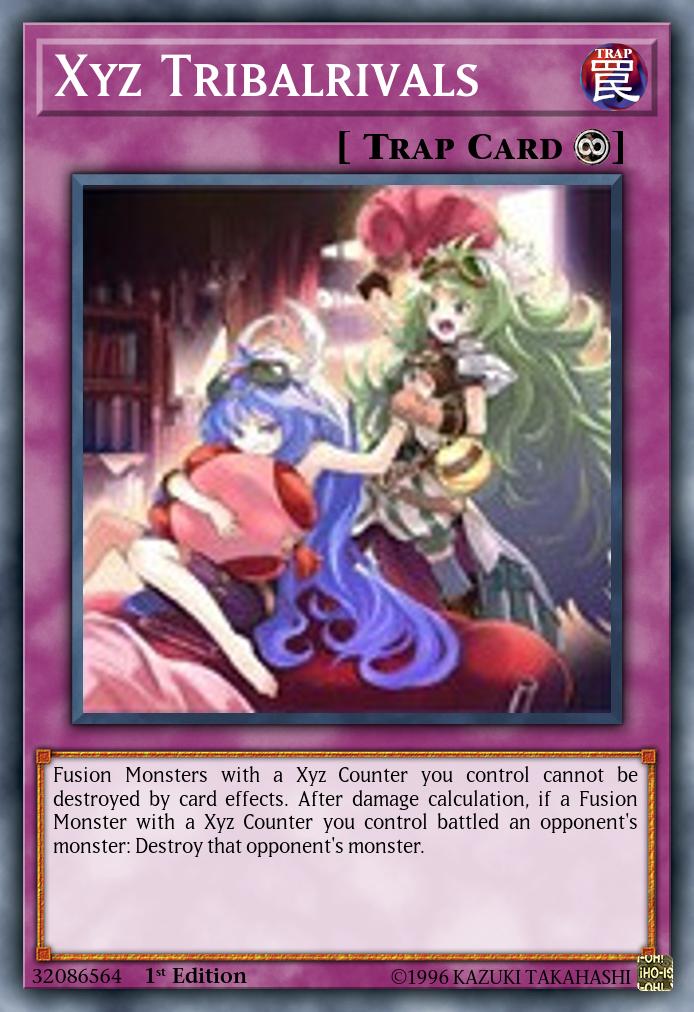 Xyz Tribalrivals
TRAP
罠
[ Trap Card ]
Fusion Monsters with a Xyz Counter you control cannot be
destroyed by card effects. After damage calculation, if a Fusion
Monster with a Xyz Counter you control battled an opponent's
monster: Destroy that opponent's monster.
32086564 1st Edition ©1996 KAZUKI TAKAHASHI